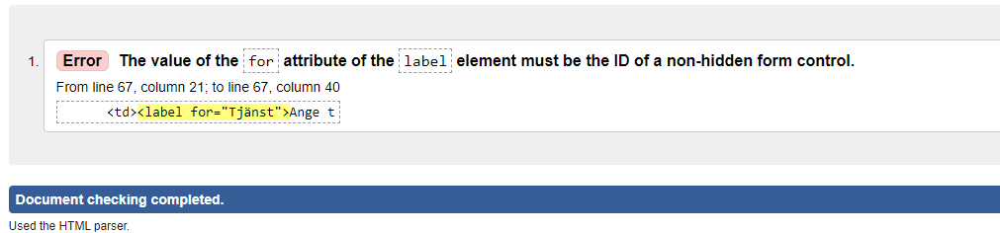 1. Error The value of the for attribute of the label element must be the ID of a non-hidden form control.
From line 67, column 21; to line 67, column 40
<td><label for="Tjänst">Ange t
Document checking completed.
Used the HTML parser.